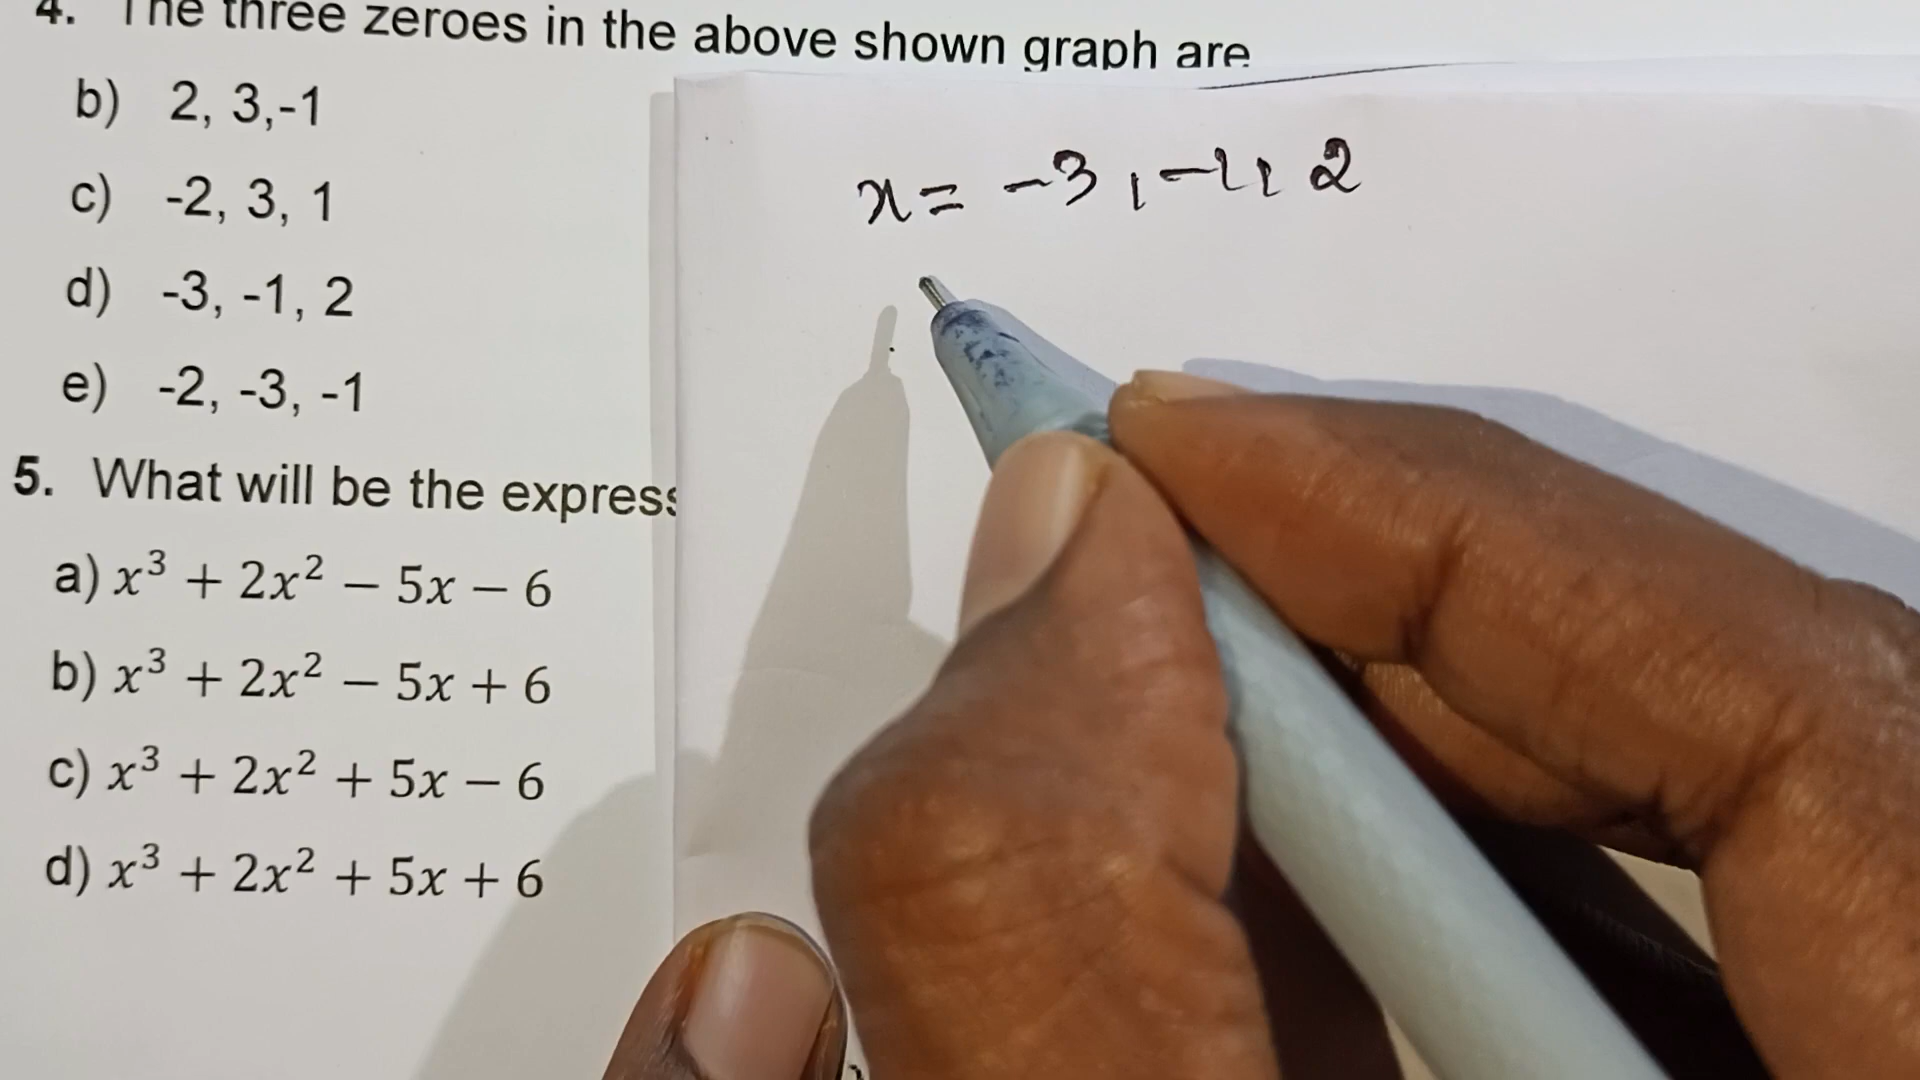 4. The three zeroes in the above shown graph are
b) 2, 3,-1
c) -2, 3, 1
d) -3, -1, 2
e) -2, -3, -1
x = -3, -1, 2
5. What will be the express
a) x³ + 2x² − 5x − 6
b) x³ + 2x² − 5x + 6
c) x³ + 2x² + 5x − 6
d) x³ + 2x² + 5x + 6